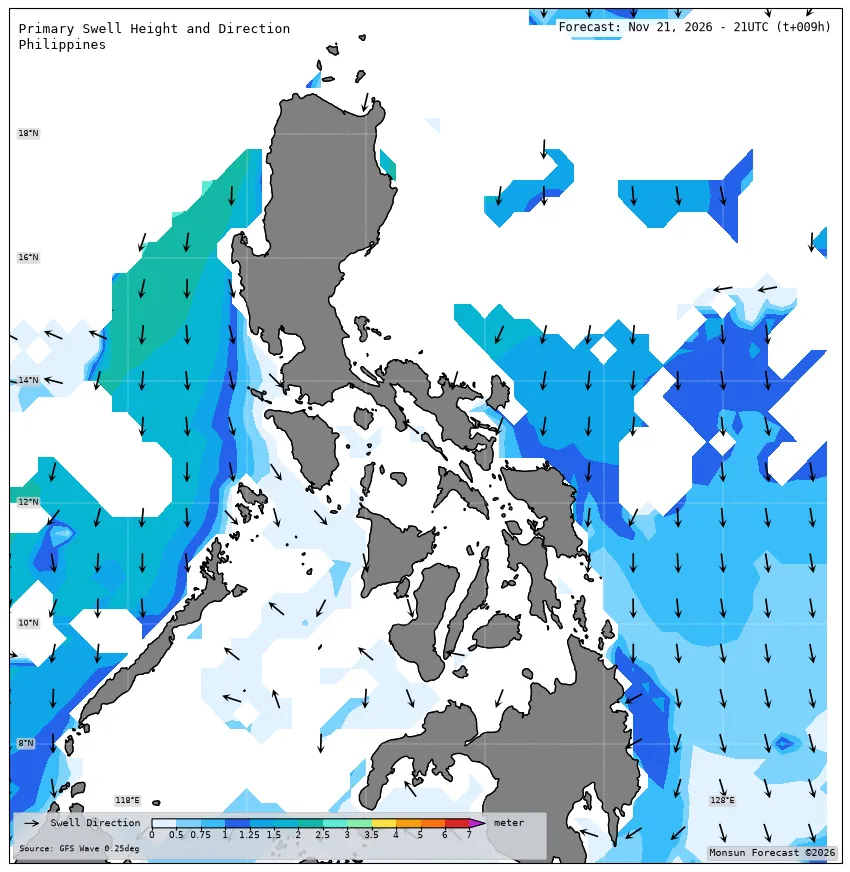 Primary Swell Height and Direction
Philippines
Forecast: Nov 21, 2026 - 21UTC (t+009h)
18°N
16°N
14°N
12°N
10°N
8°N
118°E
128°E
Swell Direction
0 0.5 0.75 1 1.25 1.5 2 2.5 3 3.5 4 5 6 7
meter
Source: GFS Wave 0.25deg
Monsun Forecast ©2026